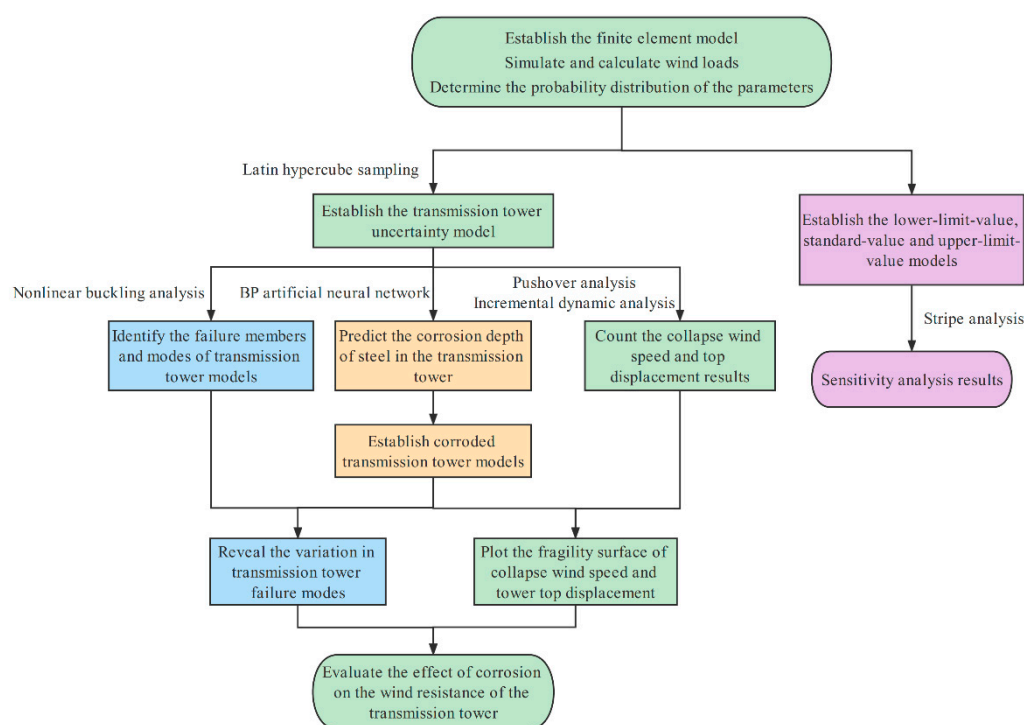 Establish the finite element model
Simulate and calculate wind loads
Determine the probability distribution of the parameters
Latin hypercube sampling
Establish the transmission tower
uncertainty model
Establish the lower-limit-value,
standard-value and upper-limit-
value models
Nonlinear buckling analysis
BP artificial neural network
Pushover analysis
Incremental dynamic analysis
Stripe analysis
Identify the failure members
and modes of transmission
tower models
Predict the corrosion depth
of steel in the transmission
tower
Count the collapse wind
speed and top
displacement results
Sensitivity analysis results
Establish corroded
transmission tower models
Reveal the variation in
transmission tower
failure modes
Plot the fragility surface of
collapse wind speed and
tower top displacement
Evaluate the effect of corrosion
on the wind resistance of the
transmission tower